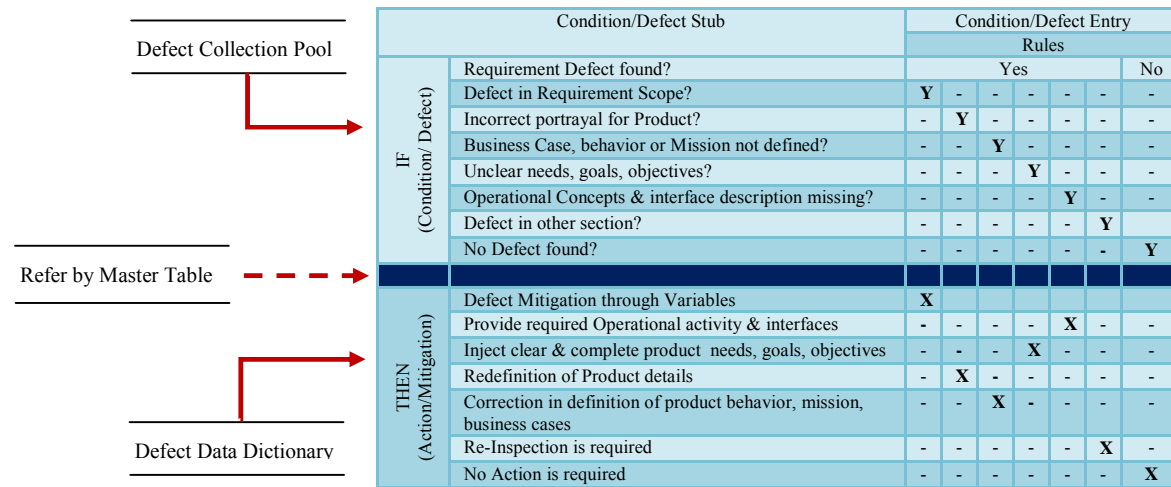 Condition/Defect Stub Condition/Defect Entry
Rules
Defect Collection Pool
Requirement Defect found? Yes No
Defect in Requirement Scope? Y - - - - - -
Incorrect portrayal for Product? - Y - - - - -
Business Case, behavior or Mission not defined? - - Y - - - -
Unclear needs, goals, objectives? - - - Y - - -
Operational Concepts & interface description missing? - - - - Y - -
Defect in other section? - - - - - Y
No Defect found? - - - - - - Y
IF
(Condition/ Defect)
Refer by Master Table
Defect Mitigation through Variables X
Provide required Operational activity & interfaces - - - - X - -
Inject clear & complete product needs, goals, objectives - - - X - - -
Redefinition of Product details - X - - - - -
Correction in definition of product behavior, mission,
business cases - - X - - - -
Re-Inspection is required - - - - - X -
No Action is required - - - - - - X
THEN
(Action/Mitigation)
Defect Data Dictionary